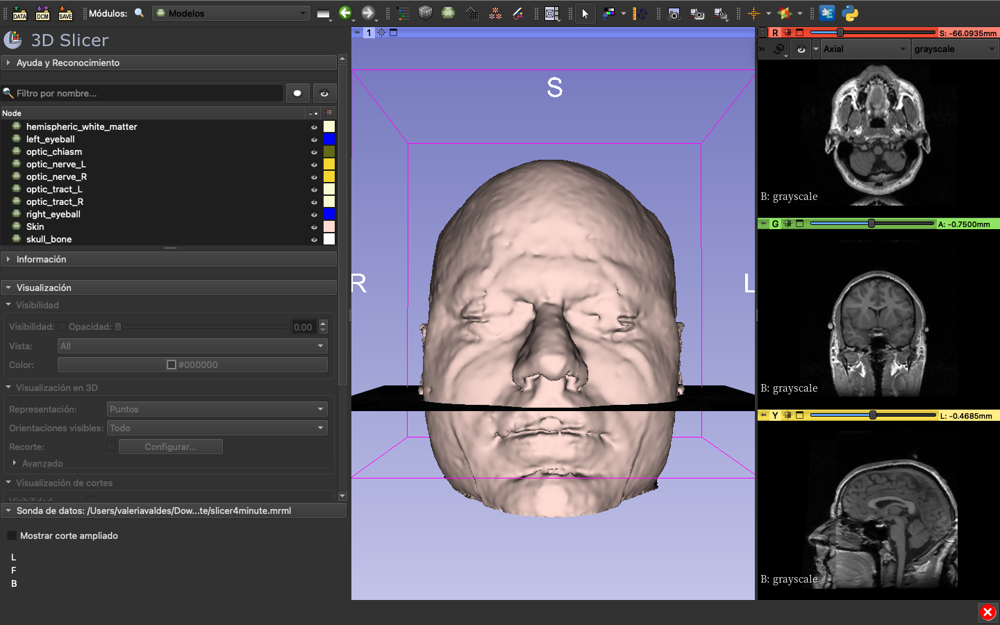 DATA
DCM
SAVE
Módulos:
Modelos
3D Slicer
Ayuda y Reconocimiento
Filtro por nombre...
Node
hemispheric_white_matter
left_eyeball
optic_chiasm
optic_nerve_L
optic_nerve_R
optic_tract_L
optic_tract_R
right_eyeball
Skin
skull_bone
Información
Visualización
Visibilidad
Visibilidad: Opacidad: 0.00
Vista: All
Color: #000000
Visualización en 3D
Representación: Puntos
Orientaciones visibles: Todo
Recorte: Configurar...
Avanzado
Visualización de cortes
Visibilidad:
Sonda de datos: /Users/valeriavaldes/Dow...te/slicer4minute.mrml
Mostrar corte ampliado
L
F
B
1
S
R
L
R S: -66.0935mm
» Axial grayscale
B: grayscale
G A: -0.7500mm
B: grayscale
Y L: -0.4685mm
B: grayscale